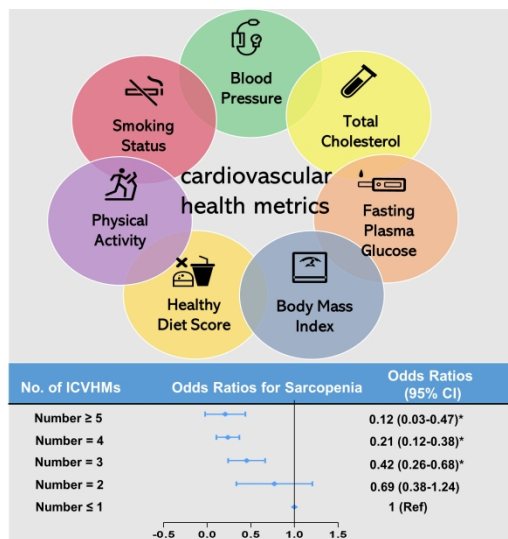 Blood
Pressure
Smoking
Status
Total
Cholesterol
cardiovascular
health metrics
Physical
Activity
Fasting
Plasma
Glucose
Healthy
Diet Score
Body Mass
Index
No. of ICVHMs
Odds Ratios for Sarcopenia
Odds Ratios
(95% CI)
Number ≥ 5
0.12 (0.03-0.47)*
Number = 4
0.21 (0.12-0.38)*
Number = 3
0.42 (0.26-0.68)*
Number = 2
0.69 (0.38-1.24)
Number ≤ 1
1 (Ref)
-0.5 0.0 0.5 1.0 1.5